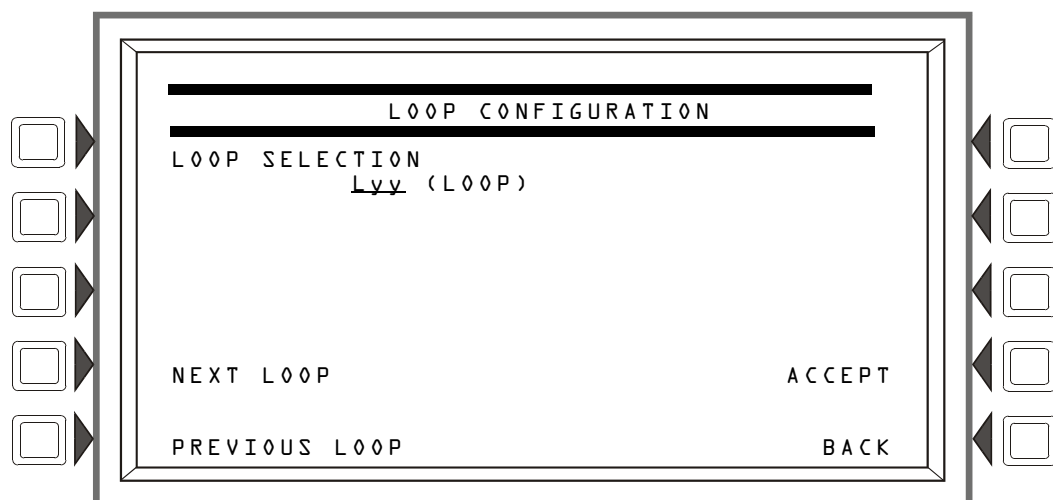 LOOP CONFIGURATION
LOOP SELECTION
Lyy (LOOP)
NEXT LOOP
ACCEPT
PREVIOUS LOOP
BACK